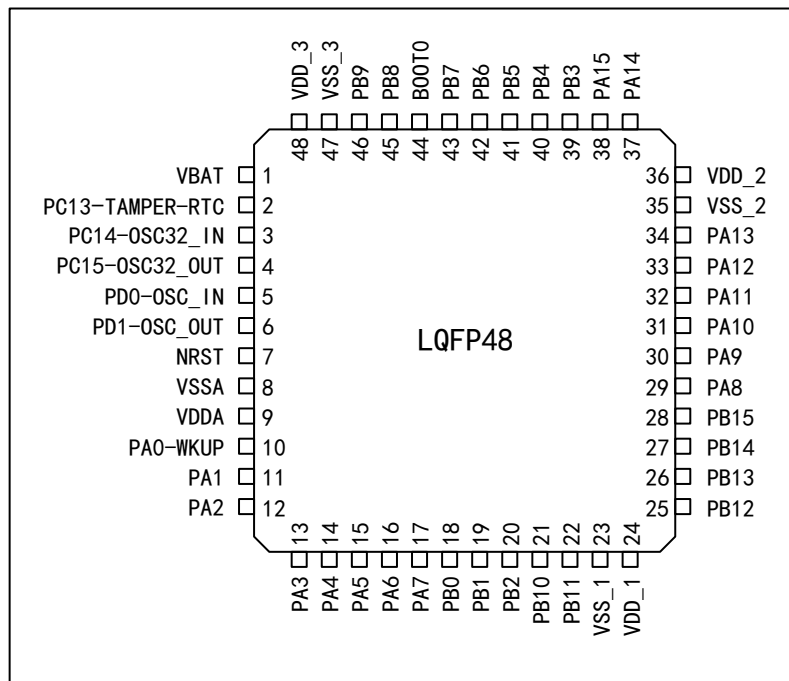 VDD_3
VSS_3
PB9
PB8
BOOT0
PB7
PB6
PB5
PB4
PB3
PA15
PA14
48
47
46
45
44
43
42
41
40
39
38
37
VBAT 1
PC13-TAMPER-RTC 2
PC14-OSC32_IN 3
PC15-OSC32_OUT 4
PD0-OSC_IN 5
PD1-OSC_OUT 6
NRST 7
VSSA 8
VDDA 9
PA0-WKUP 10
PA1 11
PA2 12
LQFP48
36 VDD_2
35 VSS_2
34 PA13
33 PA12
32 PA11
31 PA10
30 PA9
29 PA8
28 PB15
27 PB14
26 PB13
25 PB12
13
14
15
16
17
18
19
20
21
22
23
24
PA3
PA4
PA5
PA6
PA7
PB0
PB1
PB2
PB10
PB11
VSS_1
VDD_1